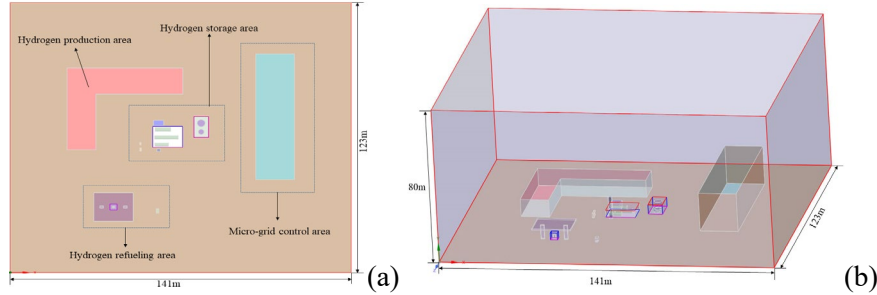 Hydrogen storage area
Hydrogen production area
123m
Micro-grid control area
Hydrogen refueling area
141m
(a)
80m
123m
141m
(b)